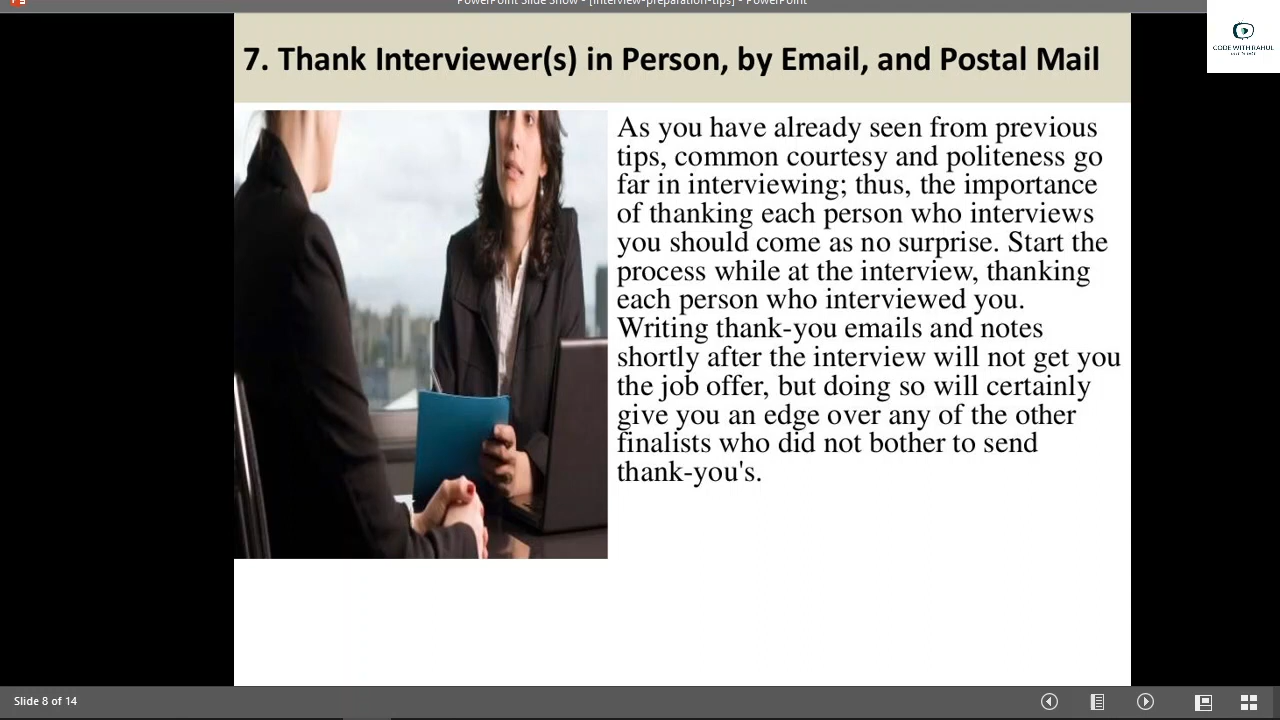 PowerPoint Slide Show - [interview-preparation-tips] - PowerPoint
CODE WITH RAHUL
7. Thank Interviewer(s) in Person, by Email, and Postal Mail
As you have already seen from previous
tips, common courtesy and politeness go
far in interviewing; thus, the importance
of thanking each person who interviews
you should come as no surprise. Start the
process while at the interview, thanking
each person who interviewed you.
Writing thank-you emails and notes
shortly after the interview will not get you
the job offer, but doing so will certainly
give you an edge over any of the other
finalists who did not bother to send
thank-you's.
Slide 8 of 14